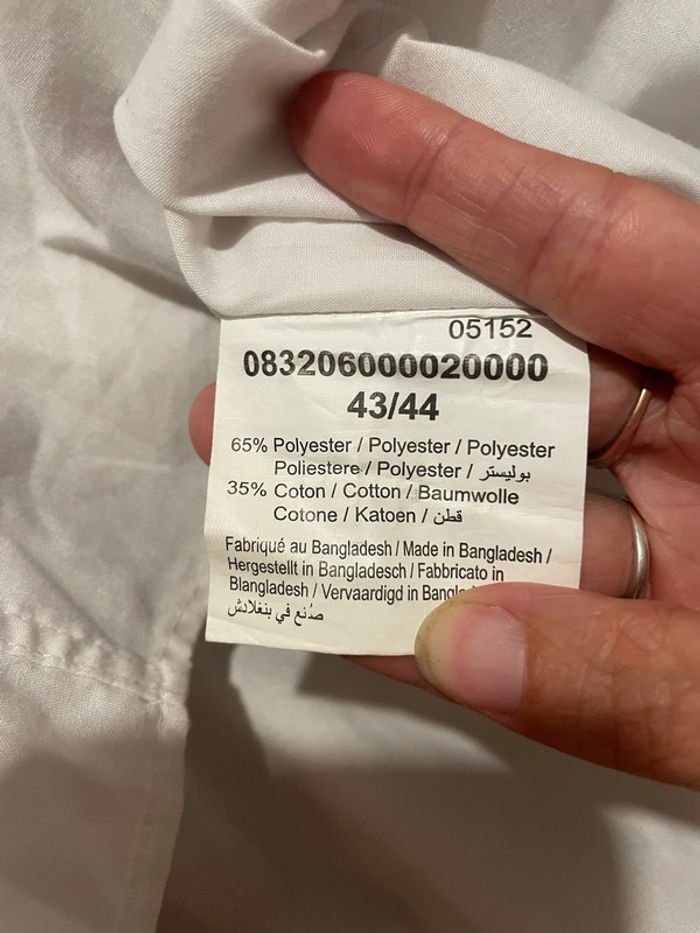 05152
083206000020000
43/44
65% Polyester / Polyester / Polyester
Poliestere / Polyester / بوليستر
35% Coton / Cotton / Baumwolle
Cotone / Katoen / قطن
Fabriqué au Bangladesh / Made in Bangladesh /
Hergestellt in Bangladesch / Fabbricato in
Blangladesh / Vervaardigd in
صُنع في بنغلادش